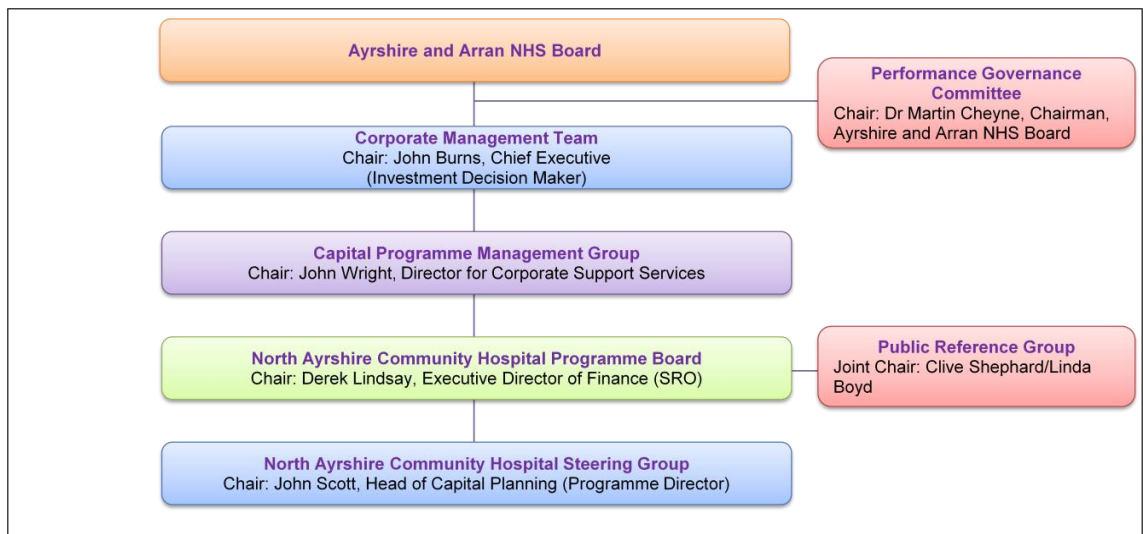 Ayrshire and Arran NHS Board
Performance Governance
Committee
Chair: Dr Martin Cheyne, Chairman,
Ayrshire and Arran NHS Board
Corporate Management Team
Chair: John Burns, Chief Executive
(Investment Decision Maker)
Capital Programme Management Group
Chair: John Wright, Director for Corporate Support Services
North Ayrshire Community Hospital Programme Board
Chair: Derek Lindsay, Executive Director of Finance (SRO)
Public Reference Group
Joint Chair: Clive Shephard/Linda
Boyd
North Ayrshire Community Hospital Steering Group
Chair: John Scott, Head of Capital Planning (Programme Director)